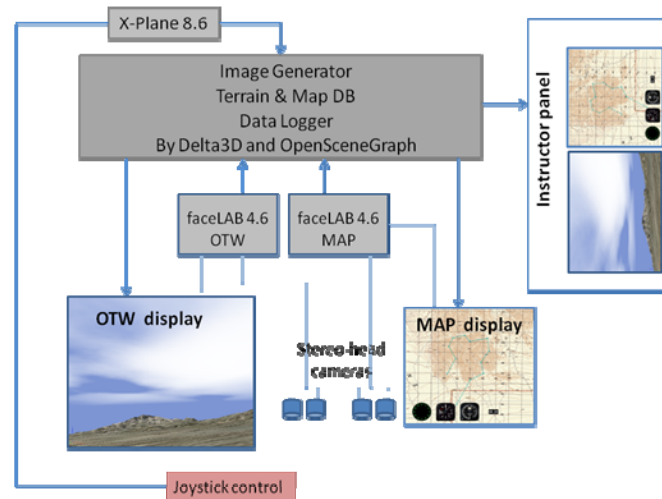 X-Plane 8.6
Image Generator
Terrain & Map DB
Data Logger
By Delta3D and OpenSceneGraph
Instructor panel
faceLAB 4.6
OTW
faceLAB 4.6
MAP
OTW display
Stereo-head
cameras
MAP display
Joystick control